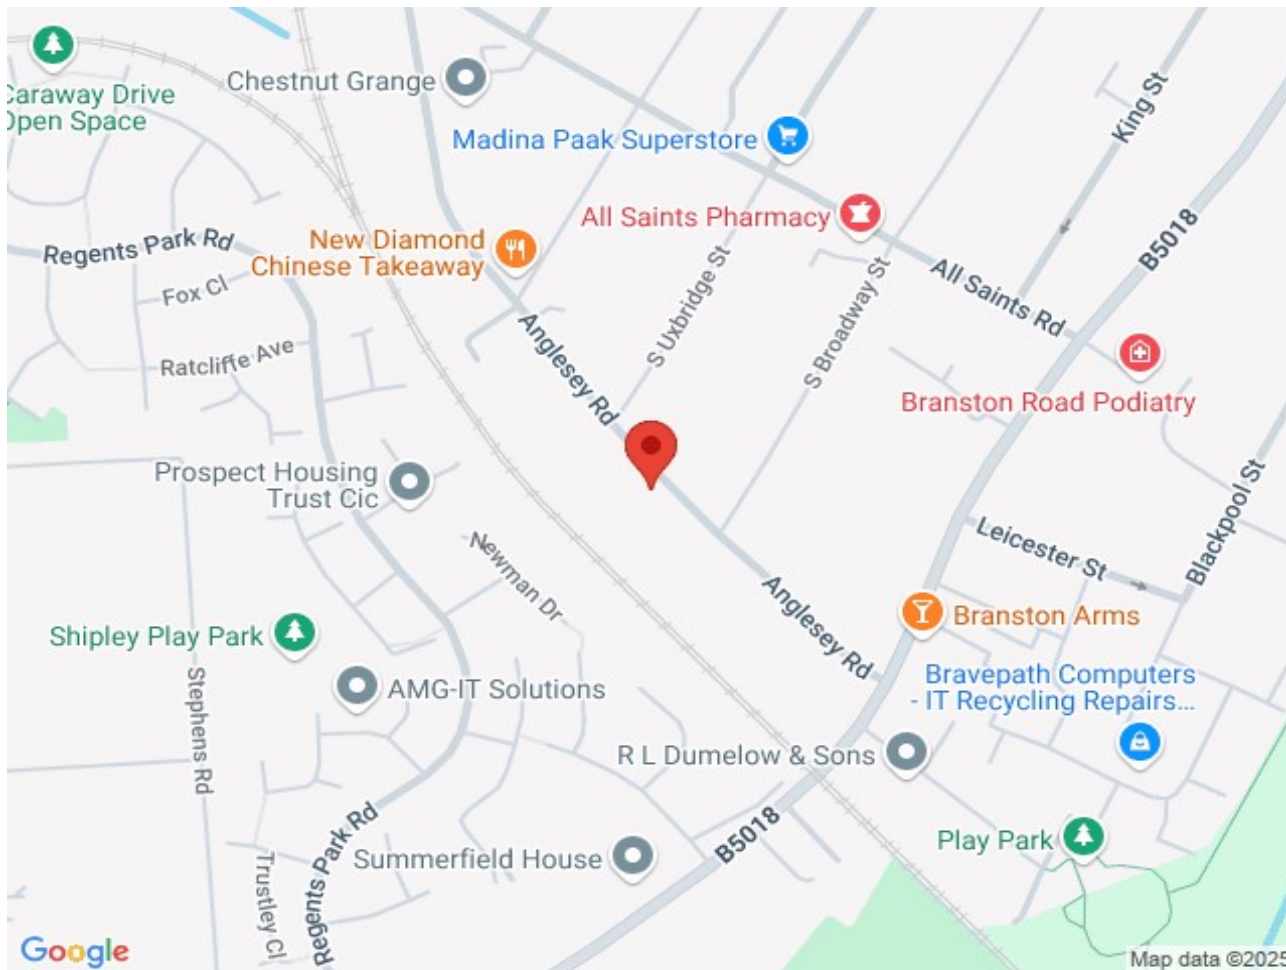 Chestnut Grange
Caraway Drive
Open Space
Madina Paak Superstore
King St
All Saints Pharmacy
New Diamond
Chinese Takeaway
Regents Park Rd
B5018
Fox Cl
S Uxbridge St
All Saints Rd
S Broadway St
Ratcliffe Ave
Anglesey Rd
Branston Road Podiatry
Prospect Housing
Trust Cic
Blackpool St
Leicester St
Newman Dr
Anglesey Rd
Branston Arms
Shipley Play Park
Bravepath Computers
- IT Recycling Repairs...
AMG-IT Solutions
Stephens Rd
R L Dumelow & Sons
B5018
Play Park
Summerfield House
Regents Park Rd
Trustley Cl
Google
Map data ©2023